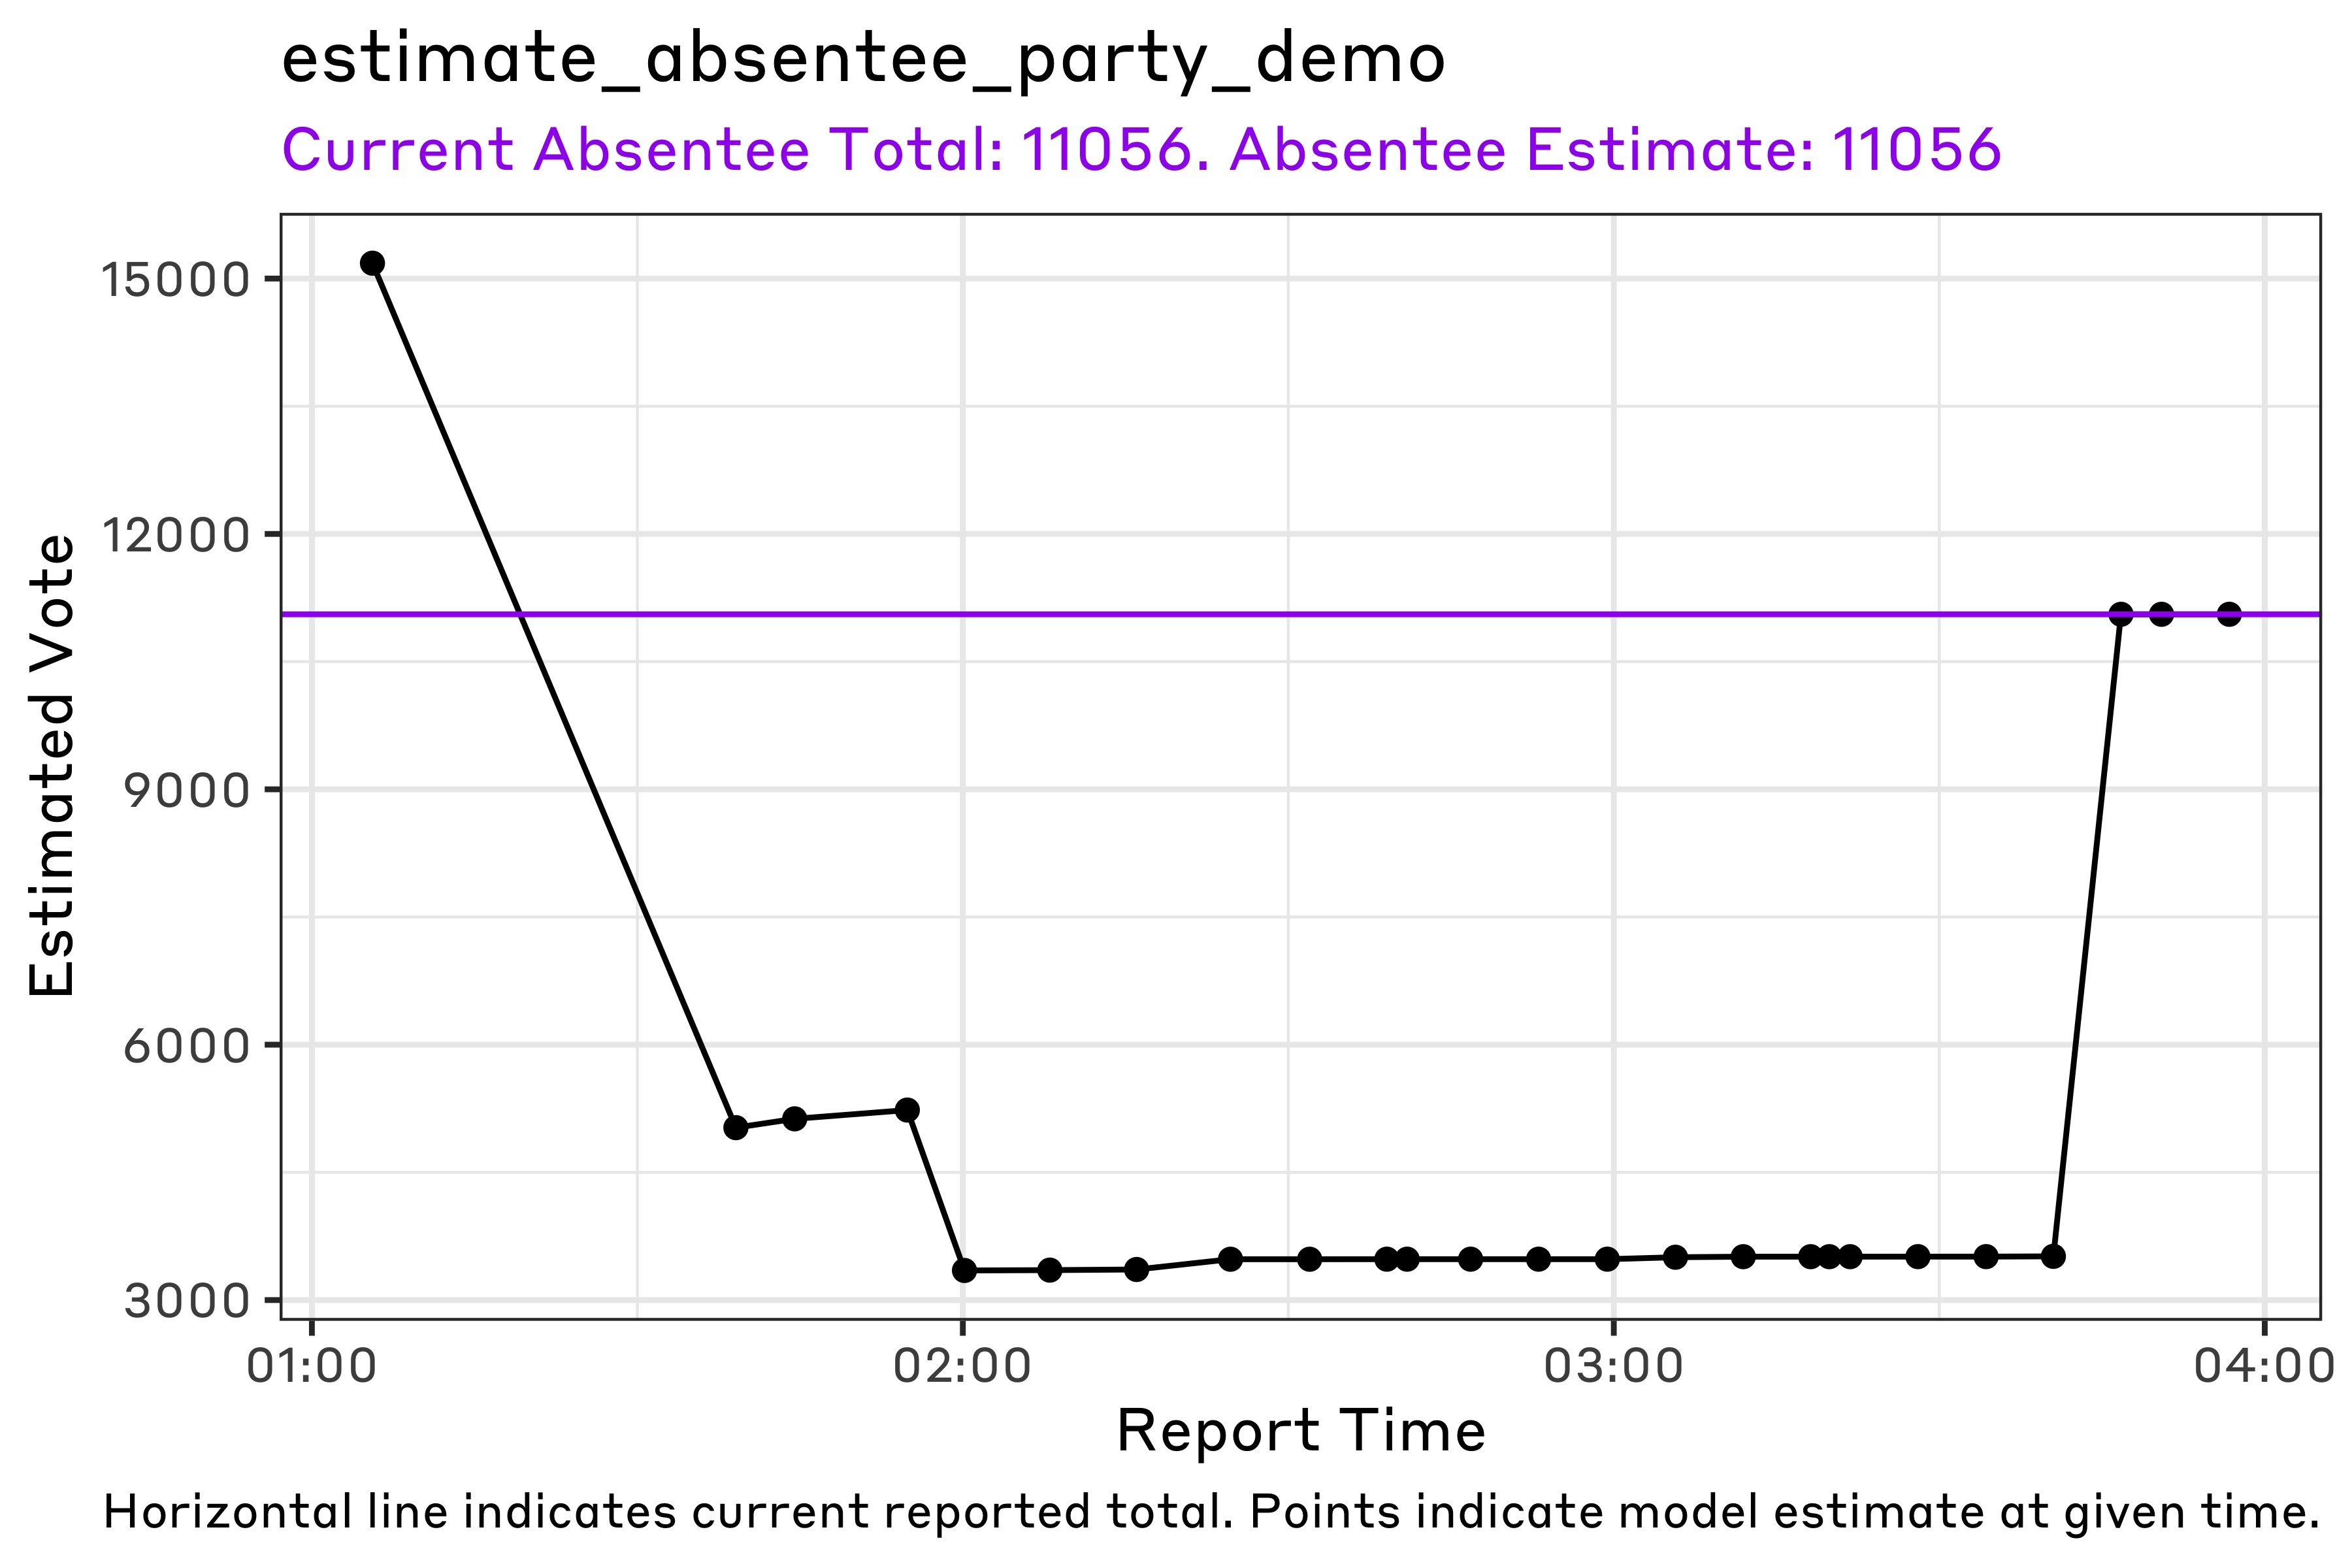 estimate_absentee_party_demo
Current Absentee Total: 11056. Absentee Estimate: 11056
Estimated Vote
15000
12000
9000
6000
3000
01:00 02:00 03:00 04:00
Report Time
Horizontal line indicates current reported total. Points indicate model estimate at given time.